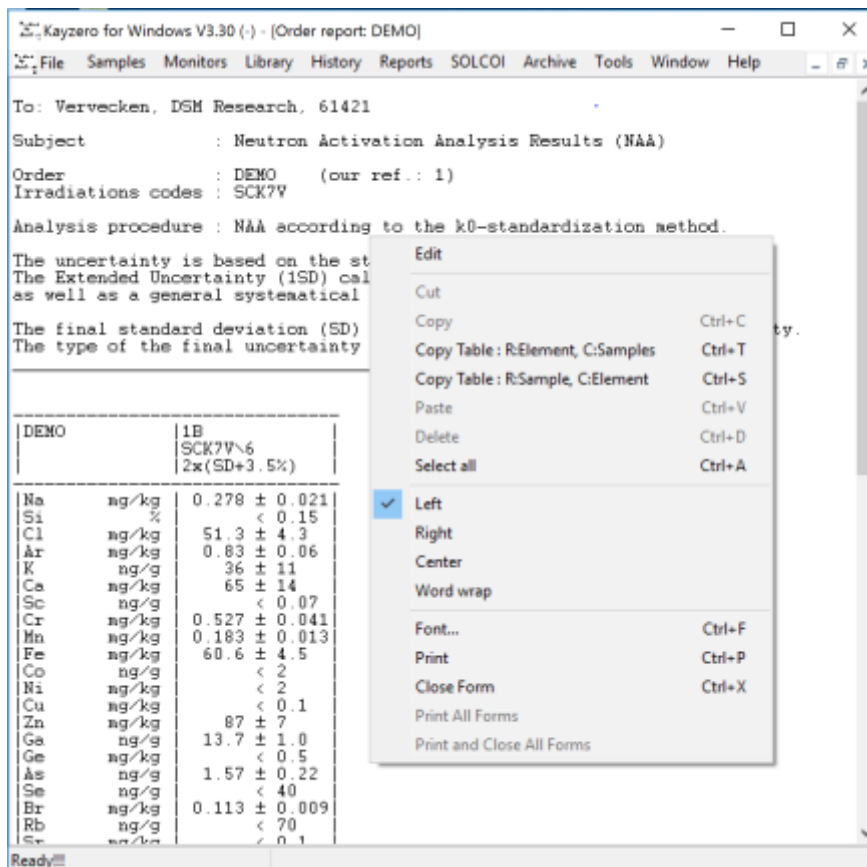 Kayzero for Windows V3.30 (-) - [Order report: DEMO]
File Samples Monitors Library History Reports SOLCOI Archive Tools Window Help
To: Vervecken, DSM Research, 61421
Subject : Neutron Activation Analysis Results (NAA)
Order : DEMO (our ref.: 1)
Irradiations codes : SCK7V
Analysis procedure : NAA according to the k0-standardization method.
The uncertainty is based on the st
The Extended Uncertainty (1SD) cal
as well as a general systematical
The final standard deviation (SD) ty.
The type of the final uncertainty
Edit
Cut
Copy Ctrl+C
Copy Table : R:Element, C:Samples Ctrl+T
Copy Table : R:Sample, C:Element Ctrl+S
Paste Ctrl+V
Delete Ctrl+D
Select all Ctrl+A
Left
Right
Center
Word wrap
Font... Ctrl+F
Print Ctrl+P
Close Form Ctrl+X
Print All Forms
Print and Close All Forms
|DEMO |1B |
| |SCK7V\6 |
| |2x(SD+3.5%) |
|Na mg/kg | 0.278 ± 0.021|
|Si % | < 0.15 |
|Cl mg/kg | 51.3 ± 4.3 |
|Ar mg/kg | 0.83 ± 0.06 |
|K ng/g | 36 ± 11 |
|Ca mg/kg | 65 ± 14 |
|Sc ng/g | < 0.07 |
|Cr mg/kg | 0.527 ± 0.041|
|Mn mg/kg | 0.183 ± 0.013|
|Fe mg/kg | 60.6 ± 4.5 |
|Co ng/g | < 2 |
|Ni mg/kg | < 2 |
|Cu mg/kg | < 0.1 |
|Zn mg/kg | 87 ± 7 |
|Ga ng/g | 13.7 ± 1.0 |
|Ge mg/kg | < 0.5 |
|As ng/g | 1.57 ± 0.22 |
|Se ng/g | < 40 |
|Br mg/kg | 0.113 ± 0.009|
|Rb ng/g | < 70 |
|Sr mg/kg | < 0.1 |
Ready!!!